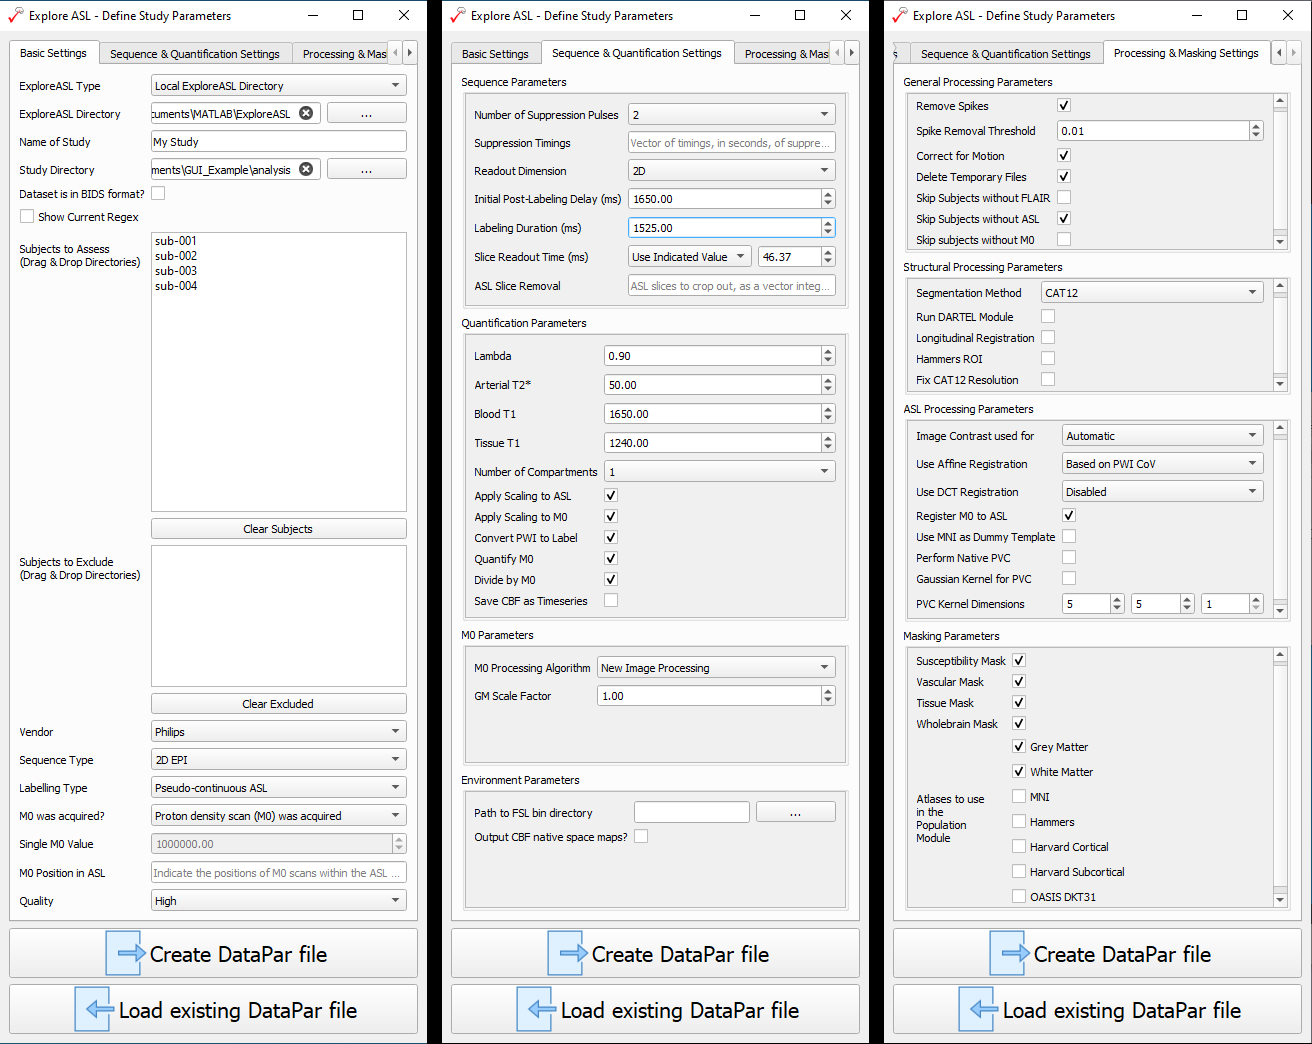 Explore ASL - Define Study Parameters
Basic Settings
Sequence & Quantification Settings
Processing & Mas
ExploreASL Type
Local ExploreASL Directory
ExploreASL Directory
cuments\MATLAB\ExploreASL
...
Name of Study
My Study
Study Directory
ments\GUI_Example\analysis
...
Dataset is in BIDS format?
Show Current Regex
Subjects to Assess
(Drag & Drop Directories)
sub-001
sub-002
sub-003
sub-004
Clear Subjects
Subjects to Exclude
(Drag & Drop Directories)
Clear Excluded
Vendor
Philips
Sequence Type
2D EPI
Labelling Type
Pseudo-continuous ASL
M0 was acquired?
Proton density scan (M0) was acquired
Single M0 Value
1000000.00
M0 Position in ASL
Indicate the positions of M0 scans within the ASL ...
Quality
High
Create DataPar file
Load existing DataPar file
Explore ASL - Define Study Parameters
Basic Settings
Sequence & Quantification Settings
Processing & Mas
Sequence Parameters
Number of Suppression Pulses
2
Suppression Timings
Vector of timings, in seconds, of suppre...
Readout Dimension
2D
Initial Post-Labeling Delay (ms)
1650.00
Labeling Duration (ms)
1525.00
Slice Readout Time (ms)
Use Indicated Value
46.37
ASL Slice Removal
ASL slices to crop out, as a vector integ...
Quantification Parameters
Lambda
0.90
Arterial T2*
50.00
Blood T1
1650.00
Tissue T1
1240.00
Number of Compartments
1
Apply Scaling to ASL
Apply Scaling to M0
Convert PWI to Label
Quantify M0
Divide by M0
Save CBF as Timeseries
M0 Parameters
M0 Processing Algorithm
New Image Processing
GM Scale Factor
1.00
Environment Parameters
Path to FSL bin directory
...
Output CBF native space maps?
Create DataPar file
Load existing DataPar file
Explore ASL - Define Study Parameters
s
Sequence & Quantification Settings
Processing & Masking Settings
General Processing Parameters
Remove Spikes
Spike Removal Threshold
0.01
Correct for Motion
Delete Temporary Files
Skip Subjects without FLAIR
Skip Subjects without ASL
Skip subjects without M0
Structural Processing Parameters
Segmentation Method
CAT12
Run DARTEL Module
Longitudinal Registration
Hammers ROI
Fix CAT12 Resolution
ASL Processing Parameters
Image Contrast used for
Automatic
Use Affine Registration
Based on PWI CoV
Use DCT Registration
Disabled
Register M0 to ASL
Use MNI as Dummy Template
Perform Native PVC
Gaussian Kernel for PVC
PVC Kernel Dimensions
5
5
1
Masking Parameters
Susceptibility Mask
Vascular Mask
Tissue Mask
Wholebrain Mask
Atlases to use
in the
Population
Module
Grey Matter
White Matter
MNI
Hammers
Harvard Cortical
Harvard Subcortical
OASIS DKT31
Create DataPar file
Load existing DataPar file